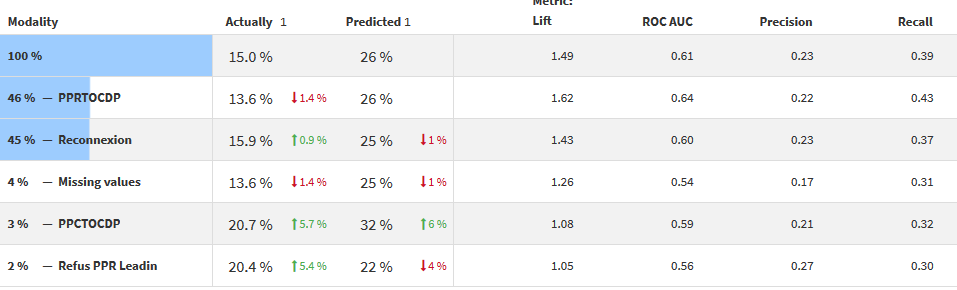 Metric:
Modality Actually 1 Predicted 1 Lift ROC AUC Precision Recall
100 % 15.0 % 26 % 1.49 0.61 0.23 0.39
46 % — PPRTOCDP 13.6 % ↓1.4 % 26 % 1.62 0.64 0.22 0.43
45 % — Reconnexion 15.9 % ↑0.9 % 25 % ↓1 % 1.43 0.60 0.23 0.37
4 % — Missing values 13.6 % ↓1.4 % 25 % ↓1 % 1.26 0.54 0.17 0.31
3 % — PPCTOCDP 20.7 % ↑5.7 % 32 % ↑6 % 1.08 0.59 0.21 0.32
2 % — Refus PPR Leadin 20.4 % ↑5.4 % 22 % ↓4 % 1.05 0.56 0.27 0.30